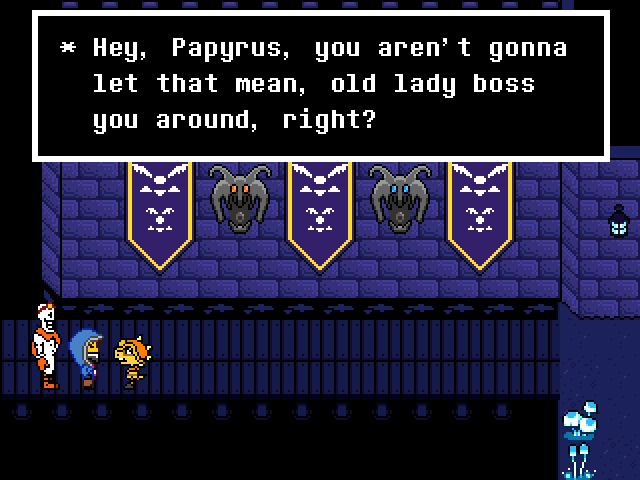 * Hey, Papyrus, you aren't gonna
let that mean, old lady boss
you around, right?